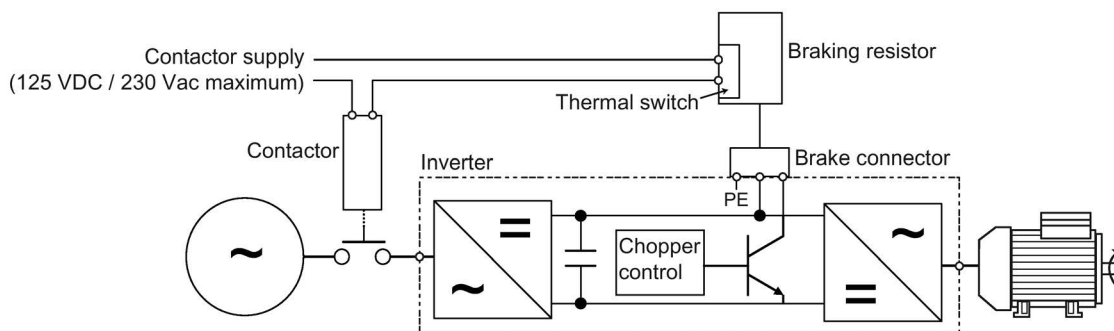 Contactor supply
(125 VDC / 230 Vac maximum)
Braking resistor
Thermal switch
Contactor
Inverter
Brake connector
PE
~
=
~
Chopper
control
~
=